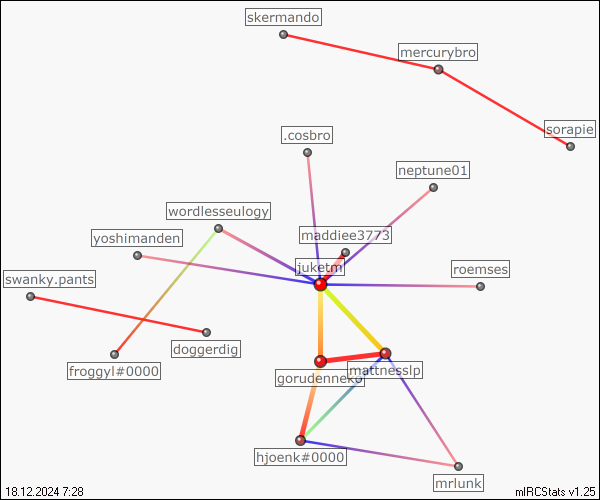 skermando
mercurybro
sorapie
.cosbro
neptune01
wordlesseulogy
maddiee3773
yoshimanden
juketm
roemses
swanky.pants
doggerdig
froggyl#0000
mattnesslp
gorudenneko
hjoenk#0000
mrlunk
18.12.2024 7:28
mIRCStats v1.25